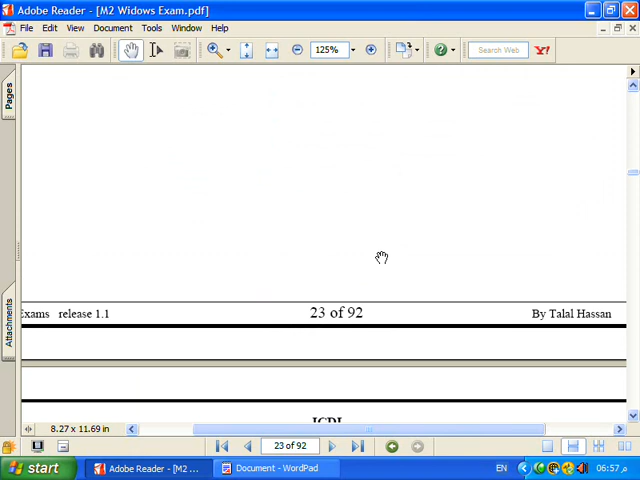 Adobe Reader - [M2 Widows Exam.pdf]
File Edit View Document Tools Window Help
125% Search Web Y!
Pages
Attachments
Exams release 1.1 23 of 92 By Talal Hassan
ICDL
8.27 x 11.69 in
23 of 92
start Adobe Reader - [M2 ... Document - WordPad EN 06:57 م